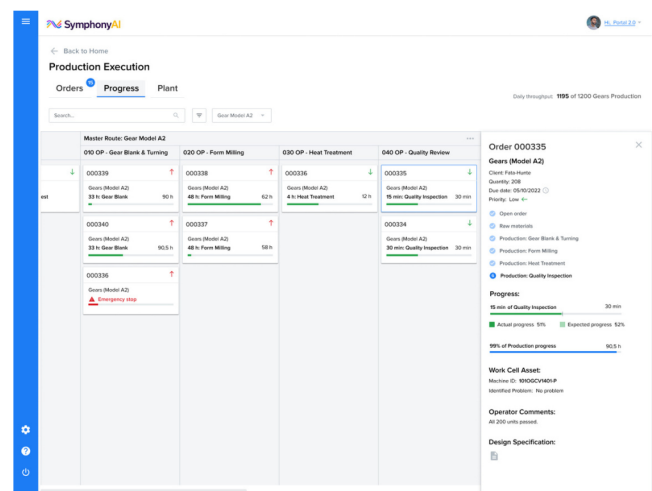 SymphonyAI
Hi, Portal 2.0
Back to Home
Production Execution
Orders 15 Progress Plant
Daily throughput 1195 of 1200 Gears Production
Search...
Gear Model A2
Master Route: Gear Model A2
010 OP - Gear Blank & Turning
020 OP - Form Milling
030 OP - Heat Treatment
040 OP - Quality Review
est
000339
Gears (Model A2)
33 h: Gear Blank 90 h
000340
Gears (Model A2)
33 h: Gear Blank 90,5 h
000336
Gears (Model A2)
Emergency stop
000338
Gears (Model A2)
48 h: Form Milling 62 h
000337
Gears (Model A2)
48 h: Form Milling 58 h
000336
Gears (Model A2)
4 h: Heat Treatment 12 h
000335
Gears (Model A2)
15 min: Quality Inspection 30 min
000334
Gears (Model A2)
30 min: Quality Inspection 30 min
Order 000335
Gears (Model A2)
Client: Fats-Hunte
Quantity: 208
Due date: 05/10/2022
Priority: Low
Open order
Raw materials
Production: Gear Blank & Turning
Production: Form Milling
Production: Heat Treatment
Production: Quality Inspection
Progress:
15 min of Quality Inspection 30 min
Actual progress 51% Expected progress 52%
99% of Production progress 90,5 h
Work Cell Asset:
Machine ID: 101OGCV1401-P
Identified Problem: No problem
Operator Comments:
All 200 units passed.
Design Specification: